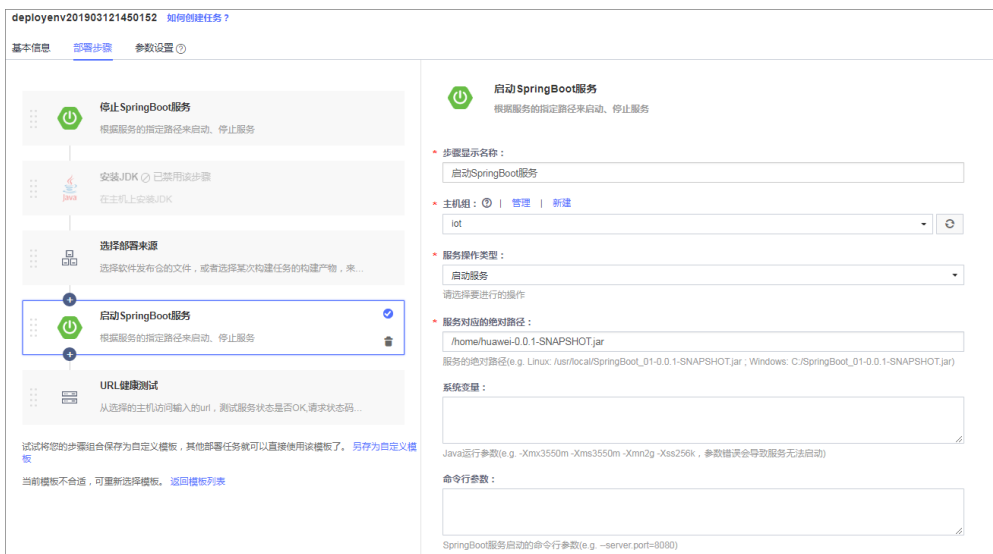 deployenv201903121450152 如何创建任务？
基本信息 部署步骤 参数设置
停止SpringBoot服务
根据服务的指定路径来启动、停止服务
安装JDK 已禁用该步骤
在主机上安装JDK
Java
选择部署来源
选择软件发布仓的文件，或者选择某次构建任务的构建产物，来...
启动SpringBoot服务
根据服务的指定路径来启动、停止服务
URL健康测试
从选择的主机访问输入的url，测试服务状态是否OK,请求状态码...
试试将您的步骤组合保存为自定义模板，其他部署任务就可以直接使用该模板了。 另存为自定义模
板
当前模板不合适，可重新选择模板。 返回模板列表
启动SpringBoot服务
根据服务的指定路径来启动、停止服务
* 步骤显示名称：
启动SpringBoot服务
* 主机组： | 管理 | 新建
iot
* 服务操作类型：
启动服务
请选择要进行的操作
* 服务对应的绝对路径：
/home/huawei-0.0.1-SNAPSHOT.jar
服务的绝对路径(e.g. Linux: /usr/local/SpringBoot_01-0.0.1-SNAPSHOT.jar ; Windows: C:/SpringBoot_01-0.0.1-SNAPSHOT.jar)
系统变量：
Java运行参数(e.g. -Xmx3550m -Xms3550m -Xmn2g -Xss256k，参数错误会导致服务无法启动)
命令行参数：
SpringBoot服务启动的命令行参数(e.g. --server.port=8080)